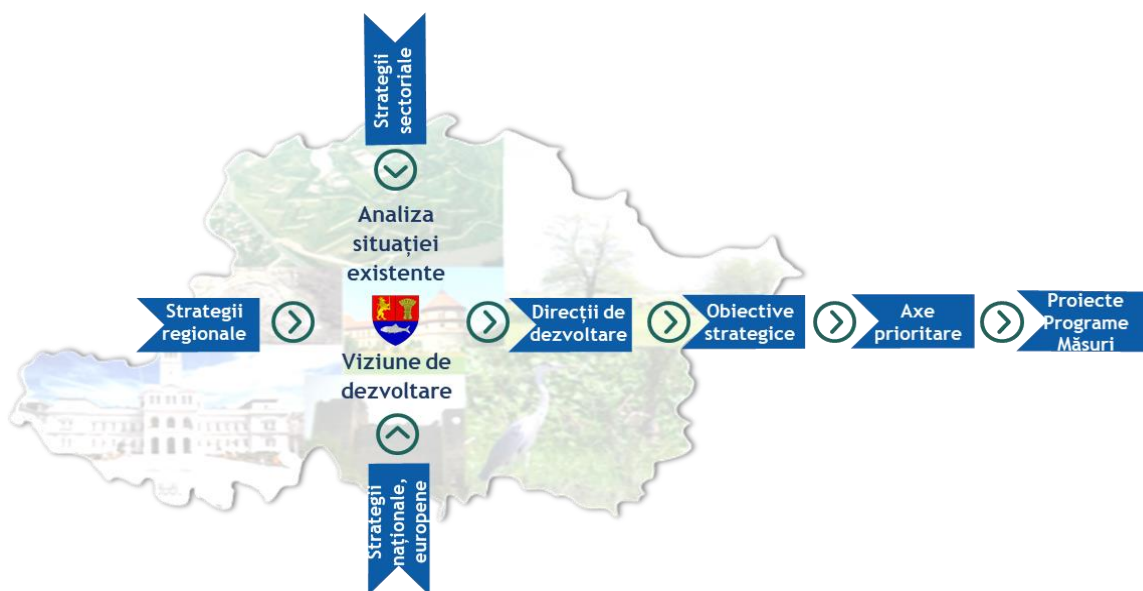 Strategii
sectoriale
Analiza
situației
existente
Strategii
regionale
Viziune de
dezvoltare
Direcții de
dezvoltare
Obiective
strategice
Axe
prioritare
Proiecte
Programe
Măsuri
Strategii
naționale,
europene